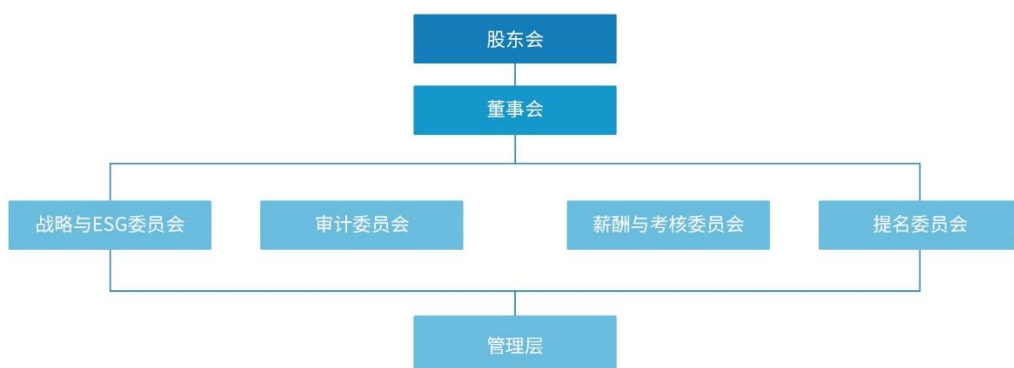 股东会
董事会
战略与ESG委员会
审计委员会
薪酬与考核委员会
提名委员会
管理层